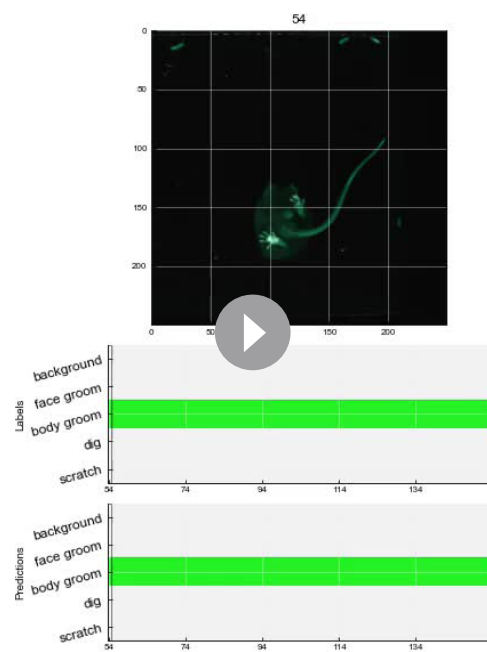 54
0
50
100
150
200
0 50 150 200
background
face groom
body groom
dig
scratch
Labels
54 74 94 114 134
background
face groom
body groom
dig
scratch
Predictions
54 74 94 114 134